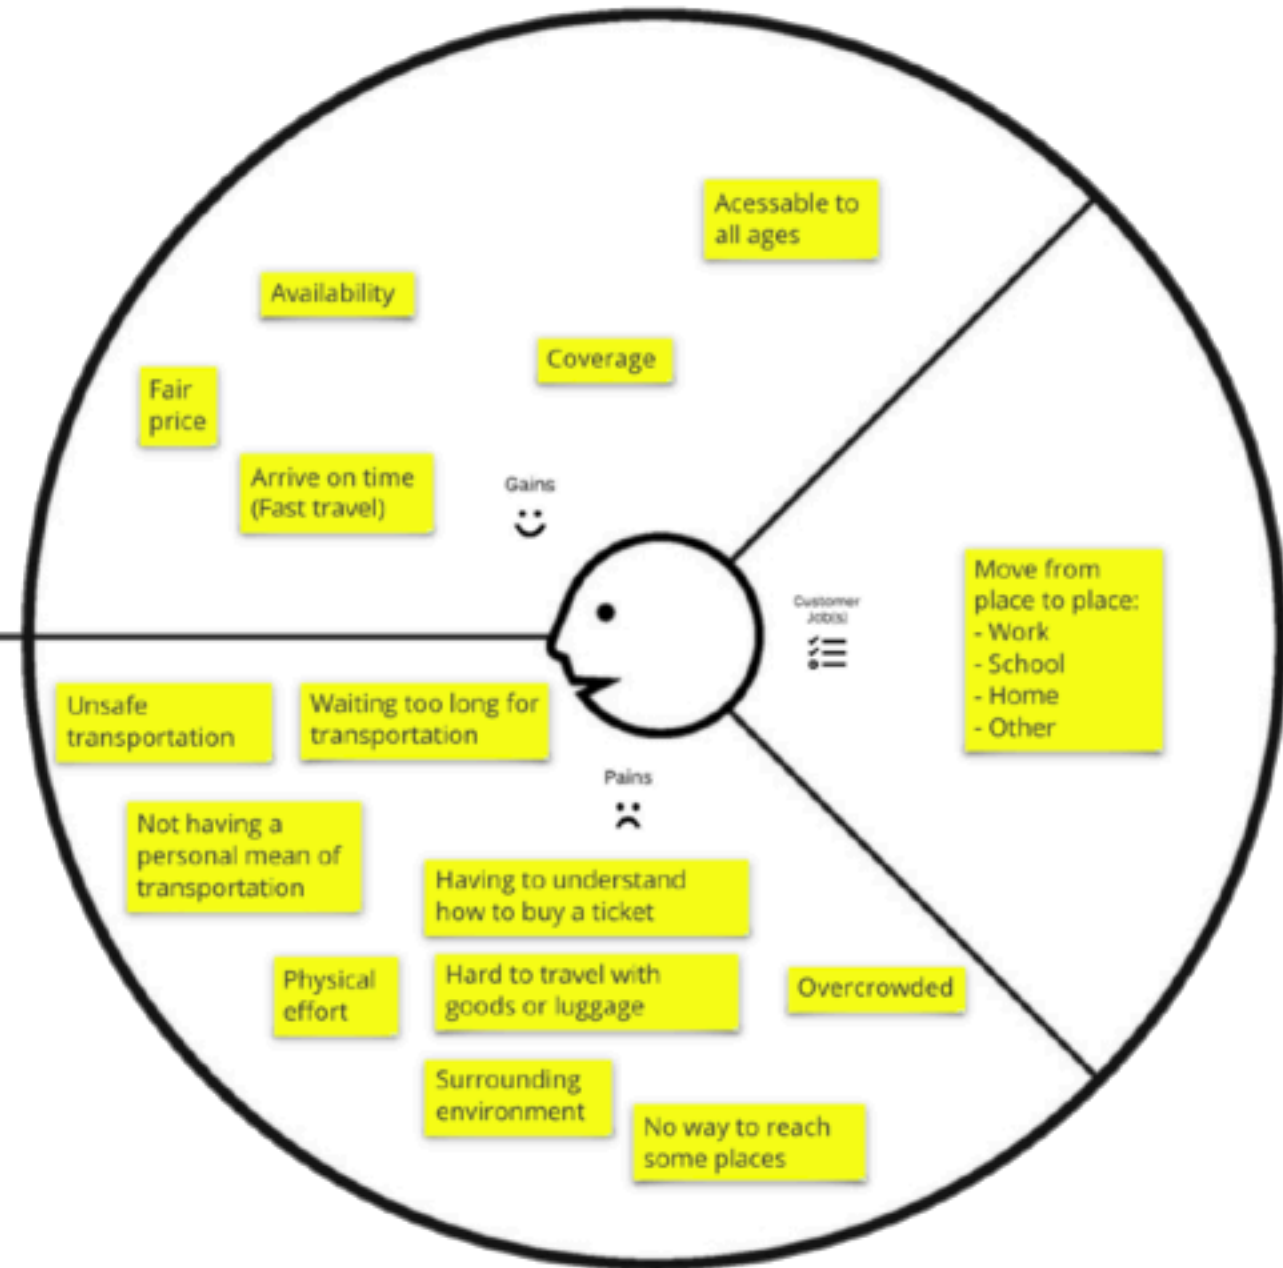 Acessable to
all ages
Availability
Coverage
Fair
price
Arrive on time
(Fast travel)
Gains
Customer
Job(s)
Move from
place to place:
- Work
- School
- Home
- Other
Unsafe
transportation
Waiting too long for
transportation
Pains
Not having a
personal mean of
transportation
Having to understand
how to buy a ticket
Physical
effort
Hard to travel with
goods or luggage
Overcrowded
Surrounding
environment
No way to reach
some places